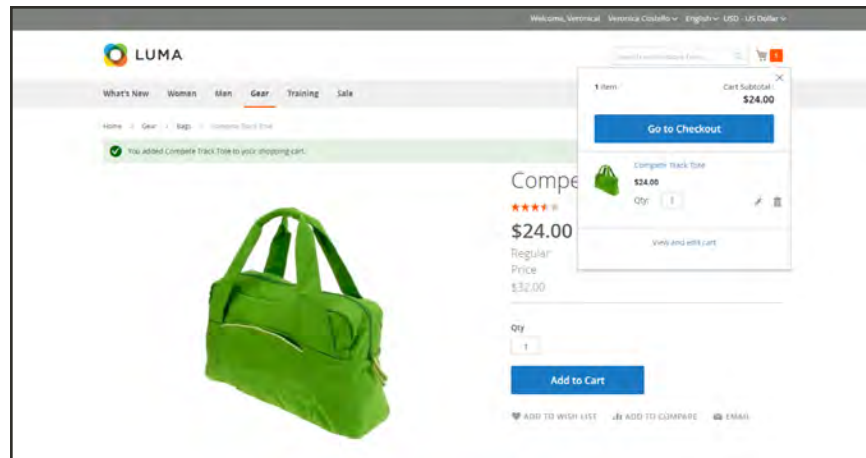 Welcome, Veronica! Veronica Costello English USD - US Dollar
LUMA
1
What's New Women Men Gear Training Sale
Home Gear Bags Compete Track Tote
You added Compete Track Tote to your shopping cart.
1 item
Cart Subtotal :
$24.00
Go to Checkout
Compete Track Tote
$24.00
Qty: 1
View and edit cart
Compe
$24.00
Regular
Price
$32.00
Qty
1
Add to Cart
ADD TO WISH LIST ADD TO COMPARE EMAIL